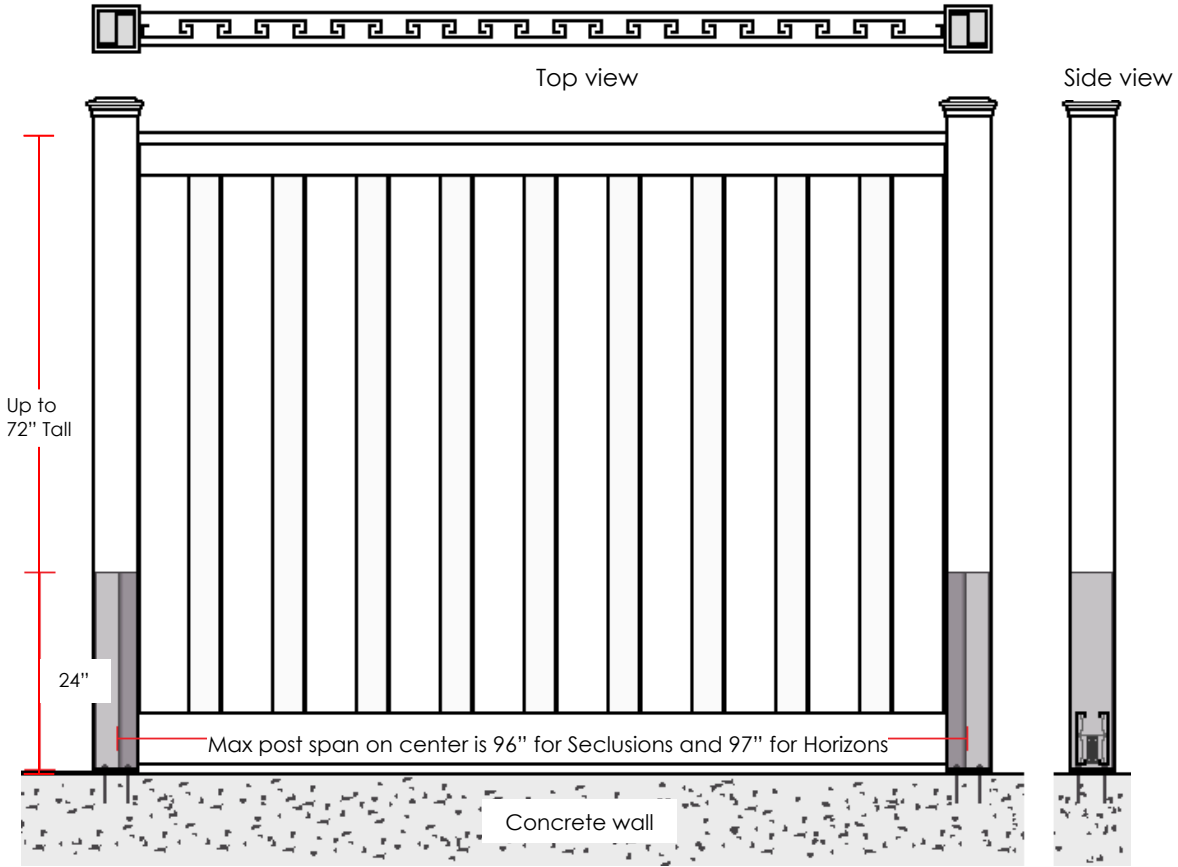 Top view
Side view
Up to
72” Tall
24”
Max post span on center is 96” for Seclusions and 97” for Horizons
Concrete wall